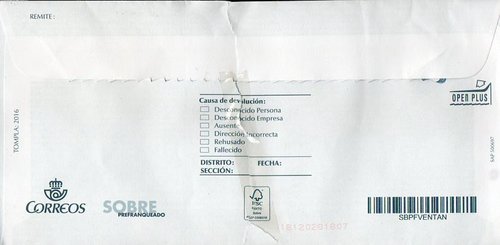 REMITE:
OPEN PLUS
TOMPLA: 2016
Causa de devolución:
Desconocido Persona
Desconocido Empresa
Ausente
Dirección Incorrecta
Rehusado
Fallecido
DISTRITO: FECHA:
SECCIÓN:
CORREOS
SOBRE
PREFRANQUEADO
FSC
SBPFVENTAN